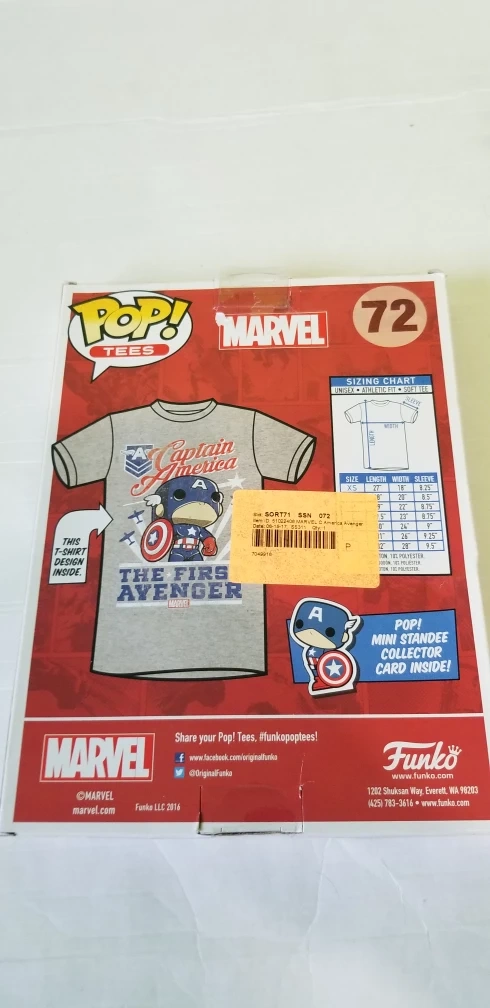 POP!
TEES
MARVEL
72
SIZING CHART
UNISEX • ATHLETIC FIT • SOFT TEE
SLEEVE
WIDTH
LENGTH
SIZE LENGTH WIDTH SLEEVE
XS 27" 18" 8.25"
20" 8.5"
22" 8.75"
23" 8.75"
24" 9"
26" 9.25"
28" 9.5"
A
Captain
America
A
THE FIRS
AVENGER
MARVEL
THIS
T-SHIRT
DESIGN
INSIDE.
SORT71 SSN 072
MARVEL C America Avenger
P
7049916
A
POP!
MINI STANDEE
COLLECTOR
CARD INSIDE!
MARVEL
©MARVEL
marvel.com
Funko LLC 2016
Share your Pop! Tees, #funkopoptees!
www.facebook.com/originalfunko
@OriginalFunko
Funko
www.funko.com
1202 Shuksan Way, Everett, WA 98203
(425) 783-3616 • www.funko.com